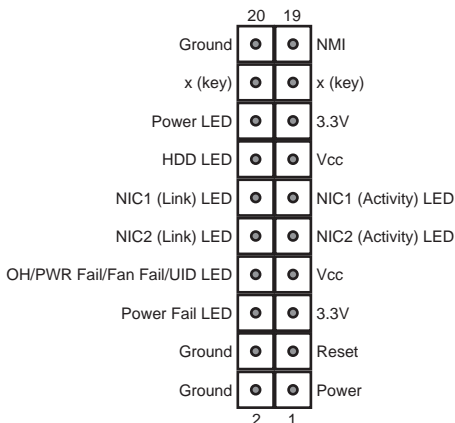 20 19
Ground NMI
x (key) x (key)
Power LED 3.3V
HDD LED Vcc
NIC1 (Link) LED NIC1 (Activity) LED
NIC2 (Link) LED NIC2 (Activity) LED
OH/PWR Fail/Fan Fail/UID LED Vcc
Power Fail LED 3.3V
Ground Reset
Ground Power
2 1